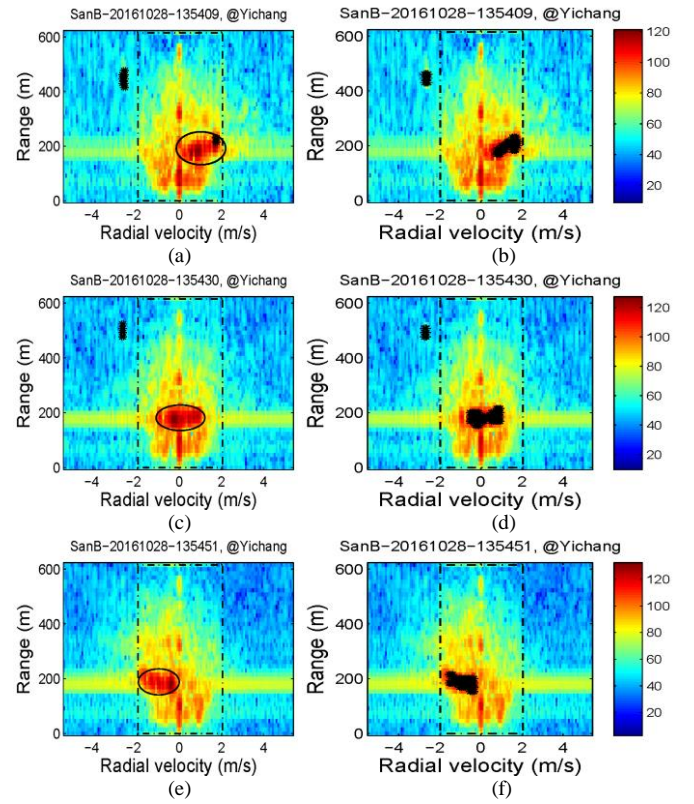 SanB-20161028-135409, @Yichang
SanB-20161028-135409, @Yichang
Range (m)
600
400
200
0
−4 −2 0 2 4
Radial velocity (m/s)
(a)
Range (m)
600
400
200
0
−4 −2 0 2 4
Radial velocity (m/s)
(b)
120
100
80
60
40
20
SanB-20161028-135430, @Yichang
SanB-20161028-135430, @Yichang
Range (m)
600
400
200
0
−4 −2 0 2 4
Radial velocity (m/s)
(c)
Range (m)
600
400
200
0
−4 −2 0 2 4
Radial velocity (m/s)
(d)
120
100
80
60
40
20
SanB-20161028-135451, @Yichang
SanB-20161028-135451, @Yichang
Range (m)
600
400
200
0
−4 −2 0 2 4
Radial velocity (m/s)
(e)
Range (m)
600
400
200
0
−4 −2 0 2 4
Radial velocity (m/s)
(f)
120
100
80
60
40
20